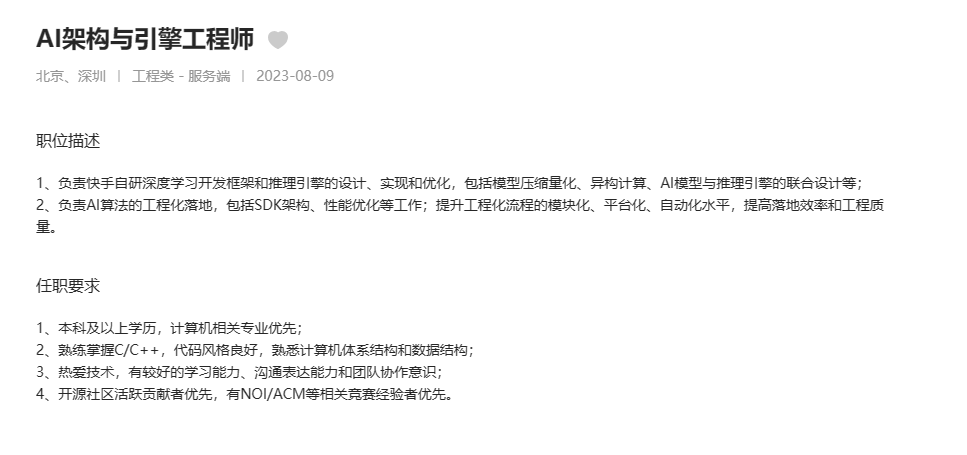 AI架构与引擎工程师
北京、深圳 | 工程类 - 服务端 | 2023-08-09
职位描述
1、负责快手自研深度学习开发框架和推理引擎的设计、实现和优化，包括模型压缩量化、异构计算、AI模型与推理引擎的联合设计等；
2、负责AI算法的工程化落地，包括SDK架构、性能优化等工作；提升工程化流程的模块化、平台化、自动化水平，提高落地效率和工程质
量。
任职要求
1、本科及以上学历，计算机相关专业优先；
2、熟练掌握C/C++，代码风格良好，熟悉计算机体系结构和数据结构；
3、热爱技术，有较好的学习能力、沟通表达能力和团队协作意识；
4、开源社区活跃贡献者优先，有NOI/ACM等相关竞赛经验者优先。